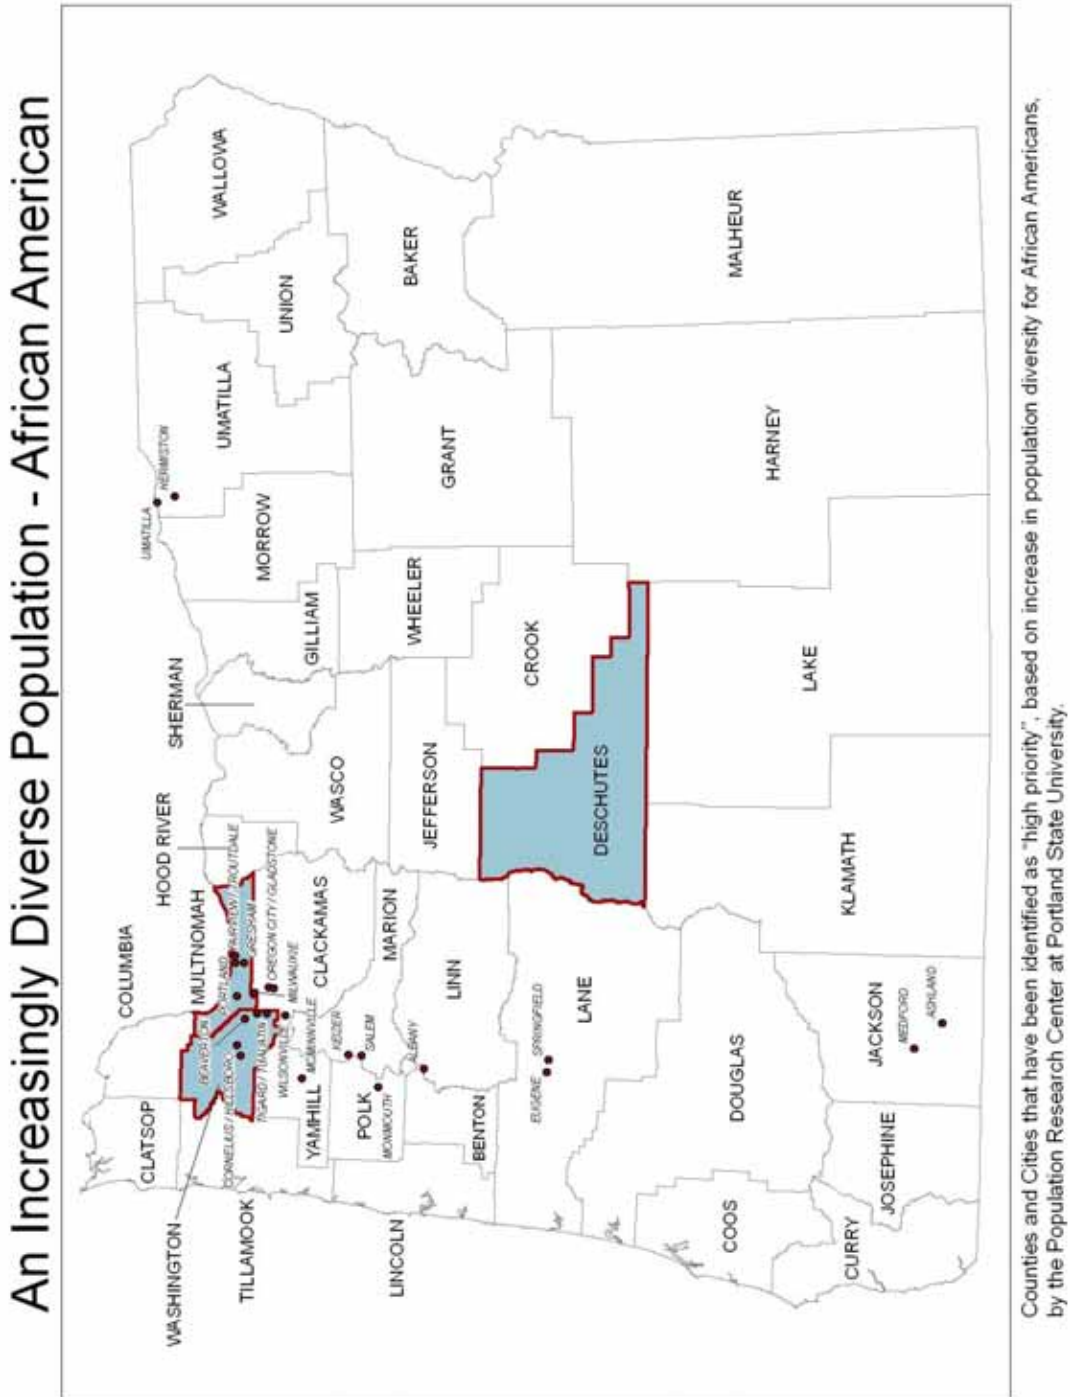 An Increasingly Diverse Population - African American
COLUMBIA
CLATSOP
WASHINGTON
TILLAMOOK
MULTNOMAH
HOOD RIVER
SHERMAN
UMATILLA
HERMISTON
UMATILLA
WALLOWA
UNION
MORROW
GILLIAM
BEAVERTON
PORTLAND
FAIRVIEW / TROUTDALE
GRESHAM
OREGON CITY / GLADSTONE
CORNELIUS / HILLSBORO
TIGARD / TUALATIN
WILSONVILLE
MILWAUKIE
MCMINNVILLE
YAMHILL
CLACKAMAS
WASCO
BAKER
WHEELER
GRANT
KEIZER
SALEM
POLK
MONMOUTH
MARION
JEFFERSON
LINCOLN
ALBANY
BENTON
LINN
CROOK
EUGENE
SPRINGFIELD
LANE
DESCHUTES
MALHEUR
HARNEY
LAKE
DOUGLAS
COOS
CURRY
JOSEPHINE
JACKSON
MEDFORD
ASHLAND
KLAMATH
Counties and Cities that have been identified as "high priority", based on increase in population diversity for African Americans,
by the Population Research Center at Portland State University.